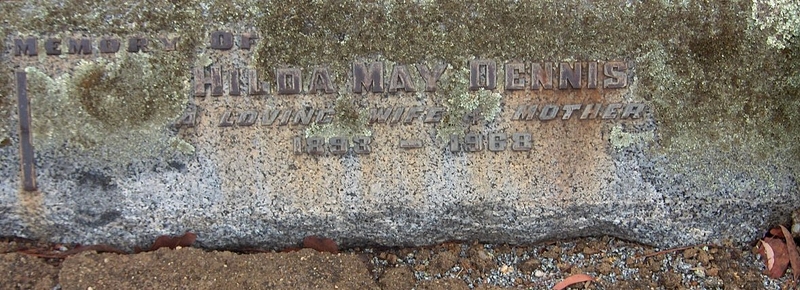 MEMORY OF
HILDA MAY DENNIS
A LOVING WIFE & MOTHER
1893 – 1968